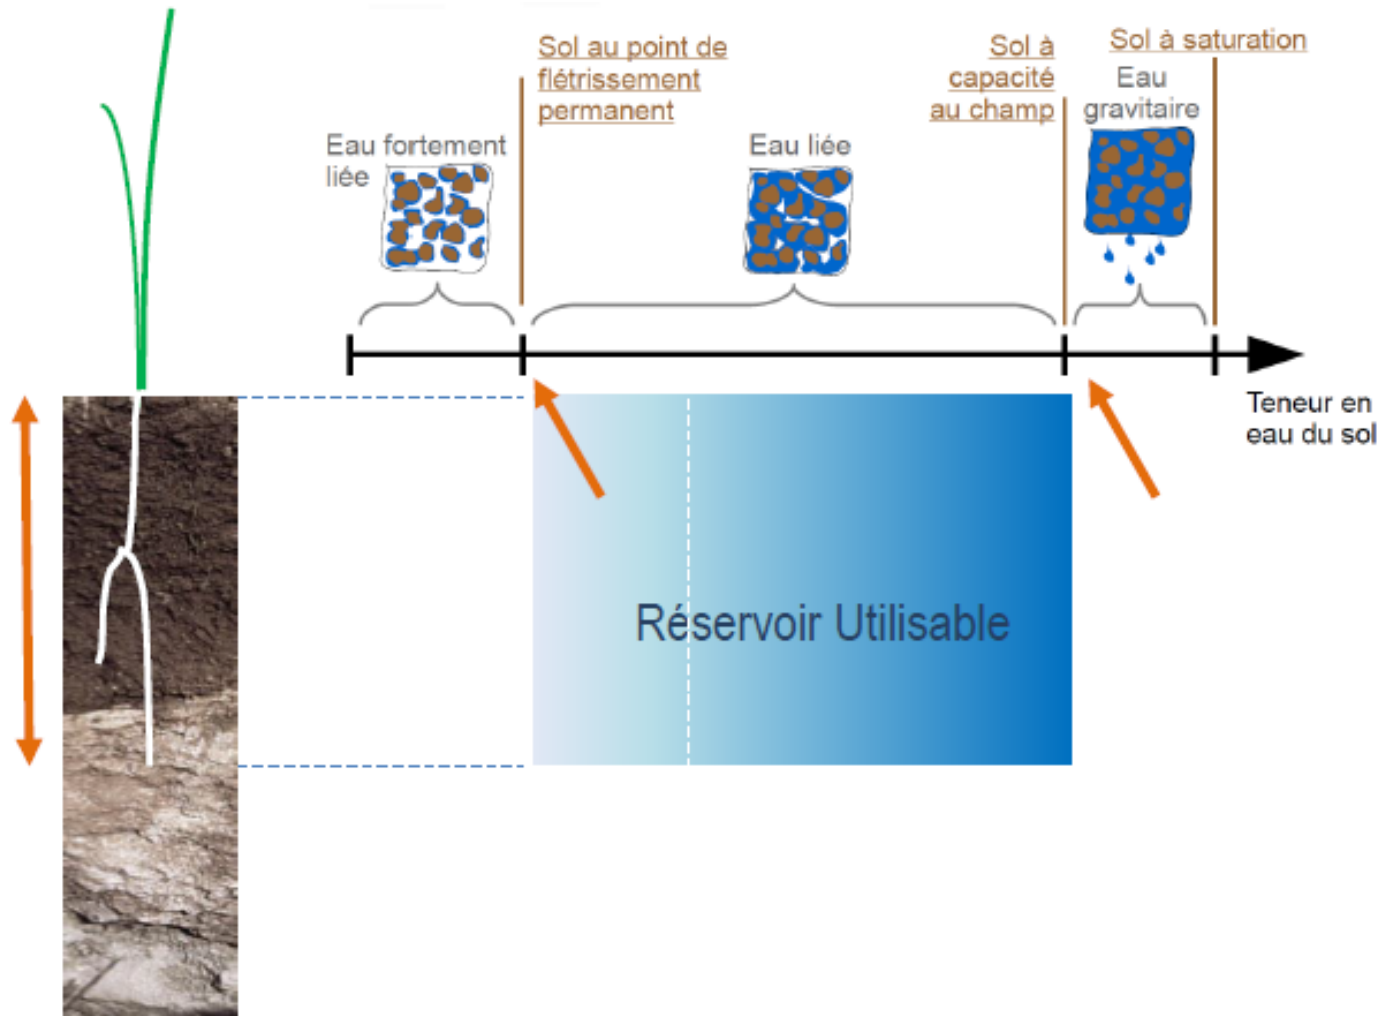 Sol au point de
flétrissement
permanent
Sol à
capacité
au champ
Sol à saturation
Eau
gravitaire
Eau fortement
liée
Eau liée
Teneur en
eau du sol
Réservoir Utilisable